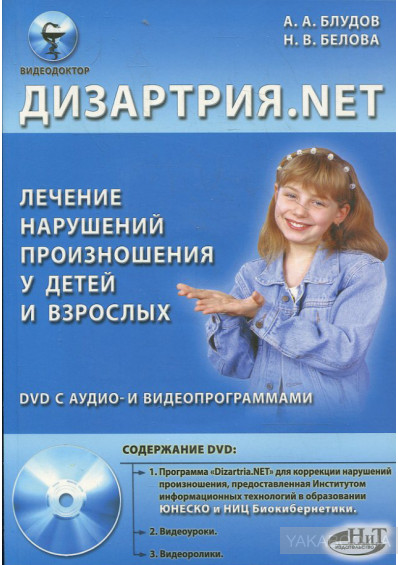 А. А. БЛУДОВ
Н. В. БЕЛОВА
ВИДЕОДОКТОР
ДИЗАРТРИЯ.NET
ЛЕЧЕНИЕ
НАРУШЕНИЙ
ПРОИЗНОШЕНИЯ
У ДЕТЕЙ
И ВЗРОСЛЫХ
DVD С АУДИО- И ВИДЕОПРОГРАММАМИ
СОДЕРЖАНИЕ DVD:
1. Программа «Dizartria.NET» для коррекции нарушений
произношения, предоставленная Институтом
информационных технологий в образовании
ЮНЕСКО и НИЦ Биокибернетики.
2. Видеоуроки.
3. Видеоролики.
НиТ
ИЗДАТЕЛЬСТВО